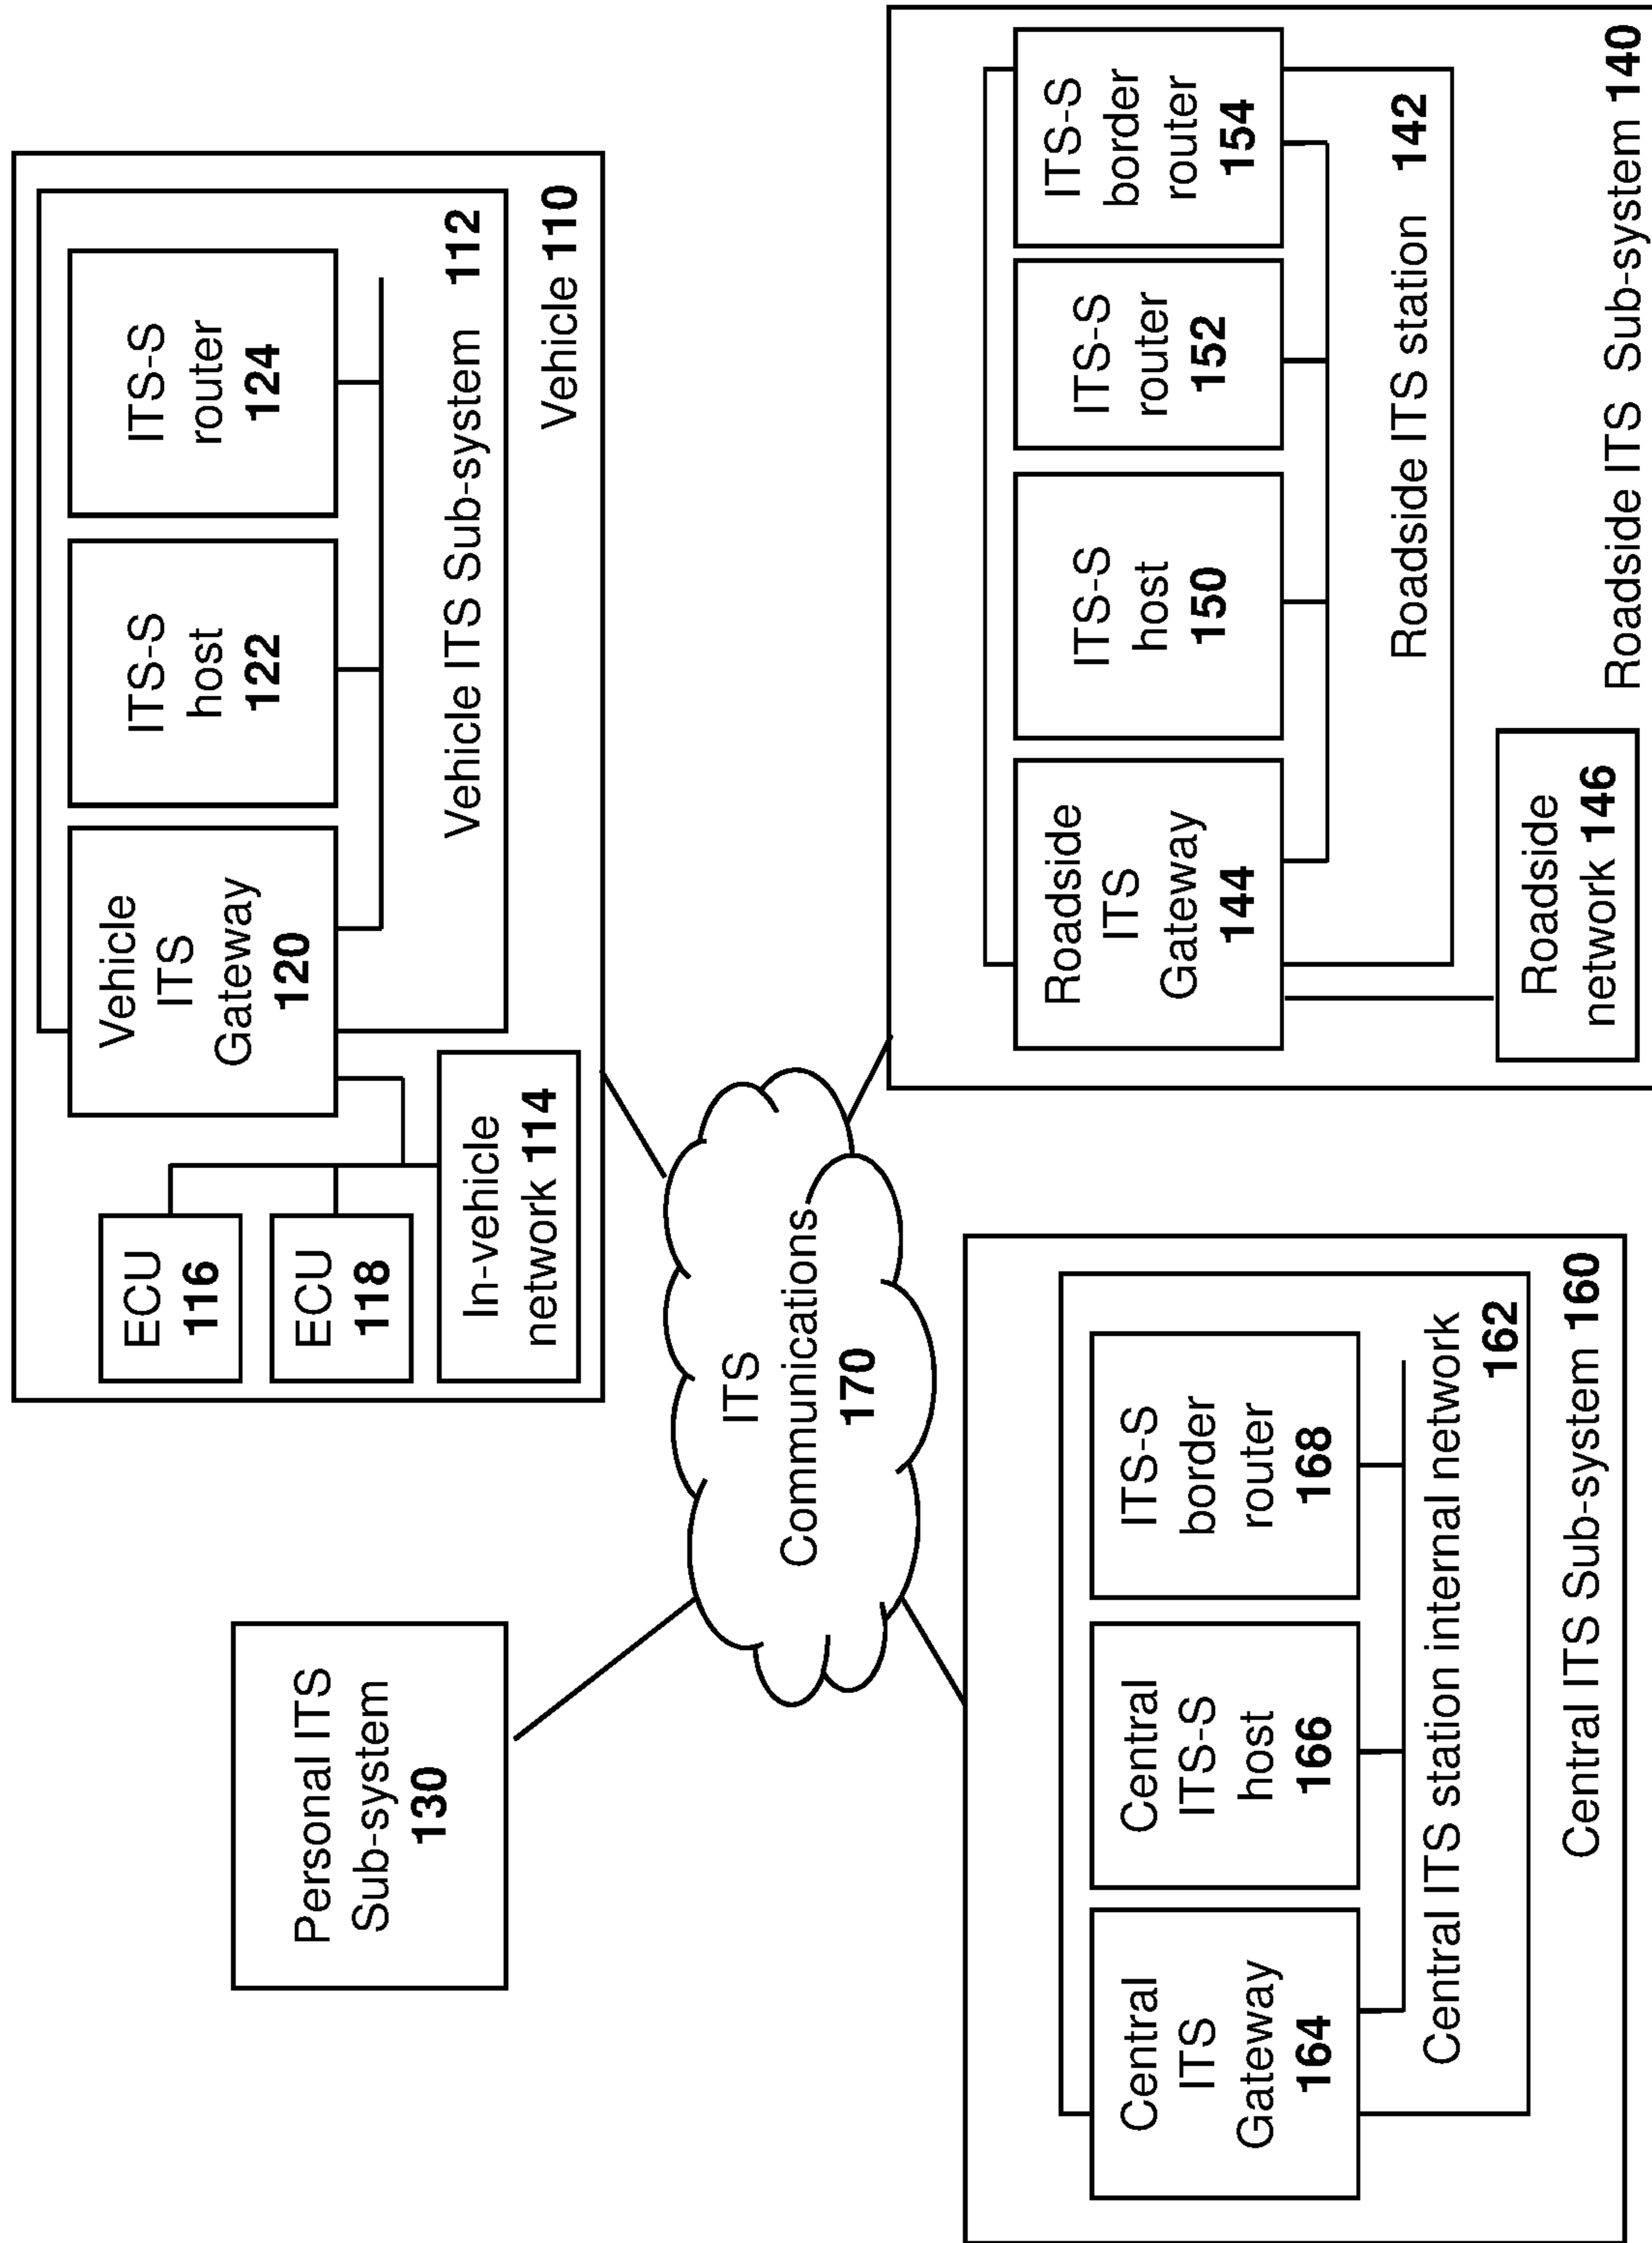 Personal ITS
Sub-system
130
ECU
116
ECU
118
In-vehicle
network 114
Vehicle
ITS
Gateway
120
ITS-S
host
122
ITS-S
router
124
Vehicle ITS Sub-system 112
Vehicle 110
ITS
Communications
170
Central
ITS
Gateway
164
Central
ITS-S
host
166
ITS-S
border
router
168
Central ITS station internal network
162
Central ITS Sub-system 160
Roadside
ITS
Gateway
144
ITS-S
host
150
ITS-S
router
152
ITS-S
border
router
154
Roadside ITS station 142
Roadside
network 146
Roadside ITS Sub-system 140